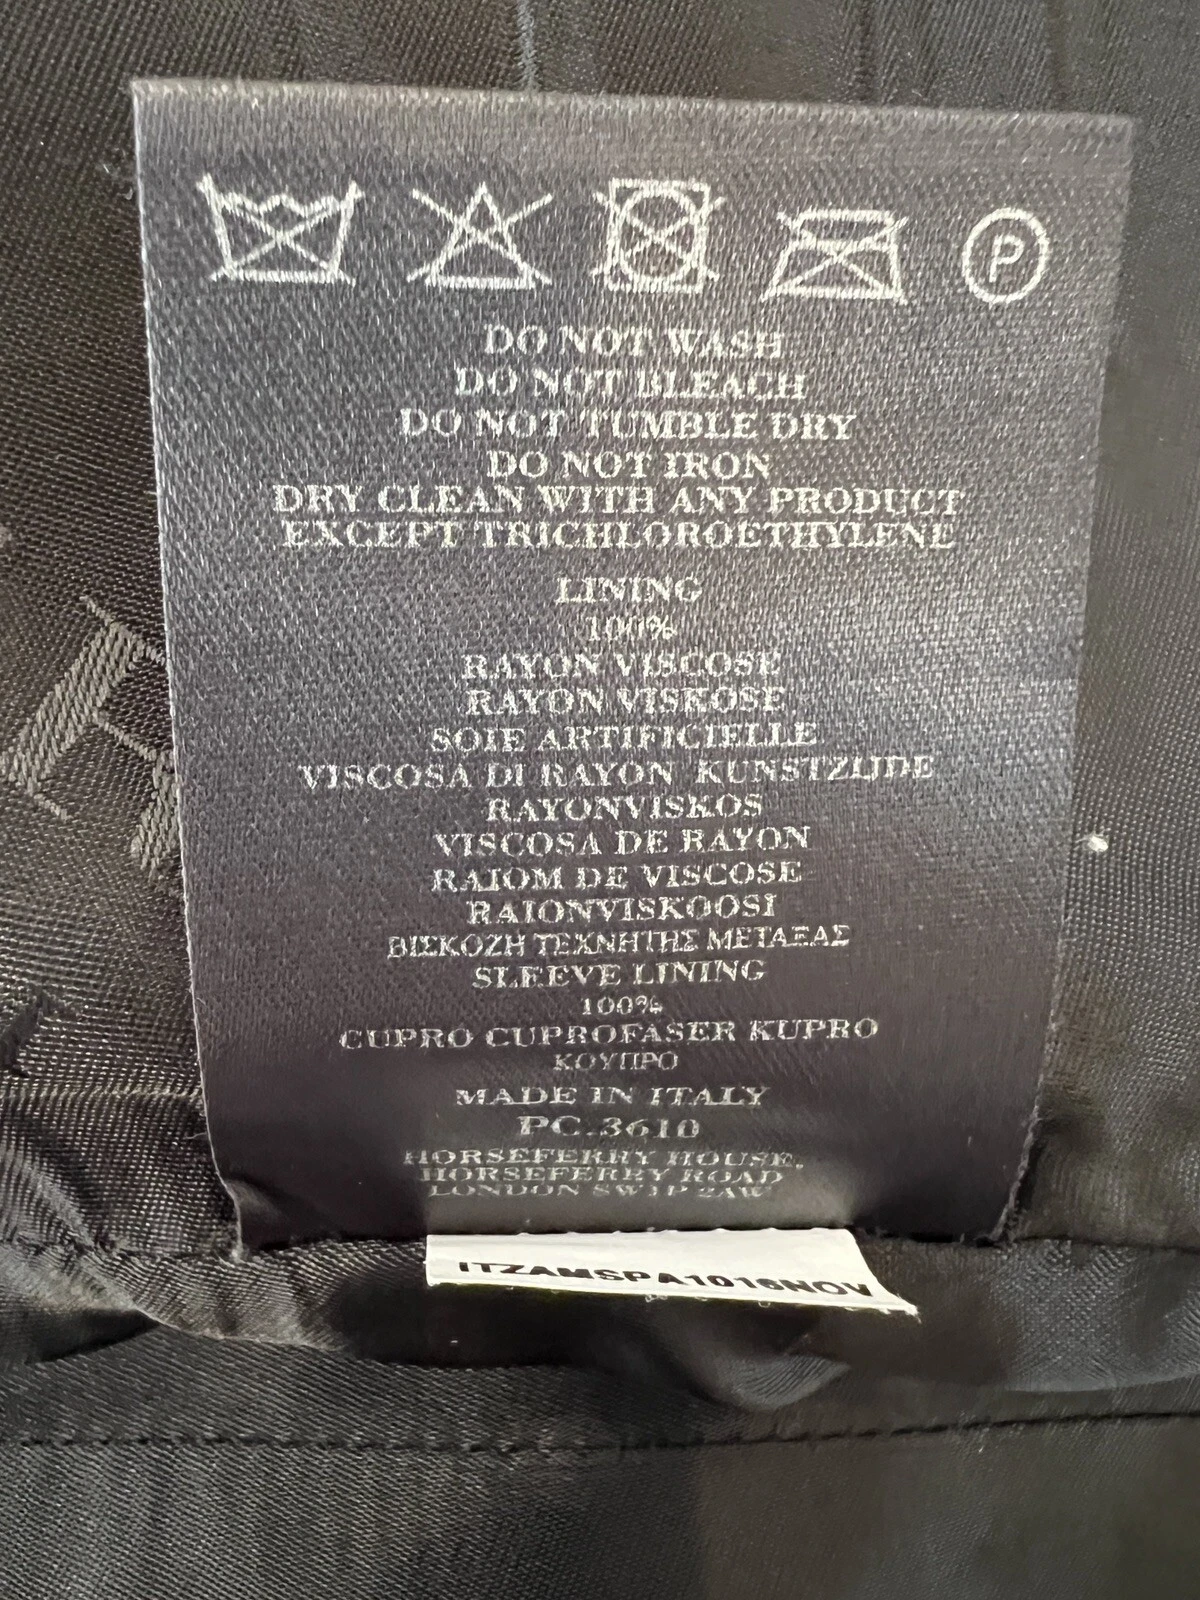 P
DO NOT WASH
DO NOT BLEACH
DO NOT TUMBLE DRY
DO NOT IRON
DRY CLEAN WITH ANY PRODUCT
EXCEPT TRICHLOROETHYLENE
LINING
100%
RAYON VISCOSE
RAYON VISKOSE
SOIE ARTIFICIELLE
VISCOSA DI RAYON KUNSTZIJDE
RAYONVISKOS
VISCOSA DE RAYON
RAIOM DE VISCOSE
RAIONVISKOOSI
ΒΙΣΚΟΖΗ ΤΕΧΝΗΤΗΣ ΜΕΤΑΞΑΣ
SLEEVE LINING
100%
CUPRO CUPROFASER KUPRO
ΚΟΥΠΡΟ
MADE IN ITALY
PC.3610
HORSEFERRY HOUSE,
HORSEFERRY ROAD
LONDON SW1P 2AW
ITZAMSPA1016NOV